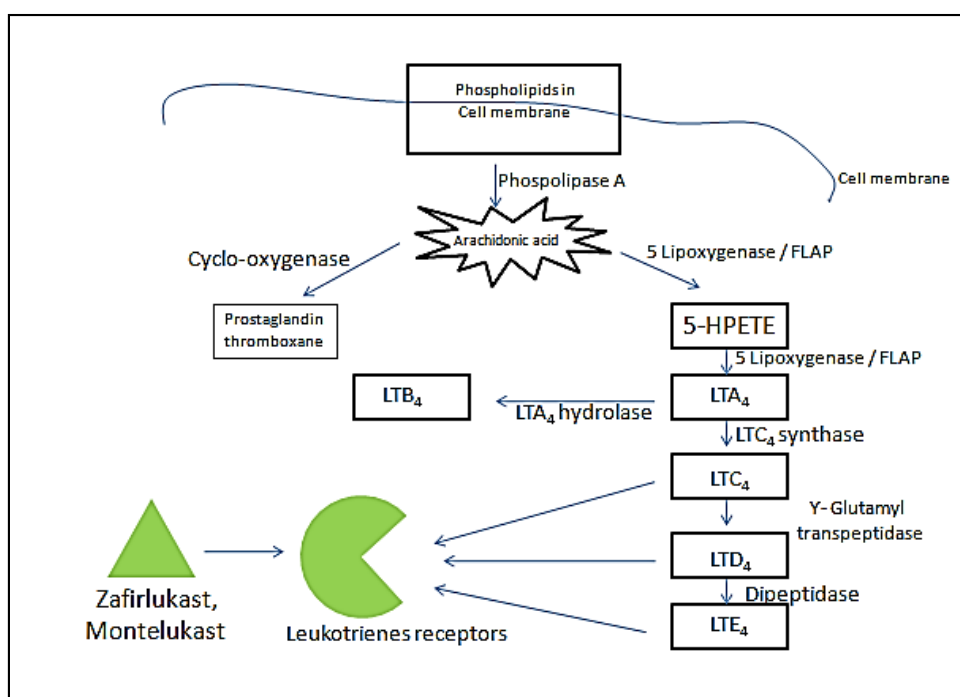 Phospholipids in
Cell membrane
Phospolipase A
Cell membrane
Arachidonic acid
Cyclo-oxygenase
5 Lipoxygenase / FLAP
Prostaglandin
thromboxane
5-HPETE
5 Lipoxygenase / FLAP
LTB₄
LTA₄ hydrolase
LTA₄
LTC₄ synthase
LTC₄
Y- Glutamyl
transpeptidase
LTD₄
Dipeptidase
LTE₄
Zafirlukast,
Montelukast
Leukotrienes receptors